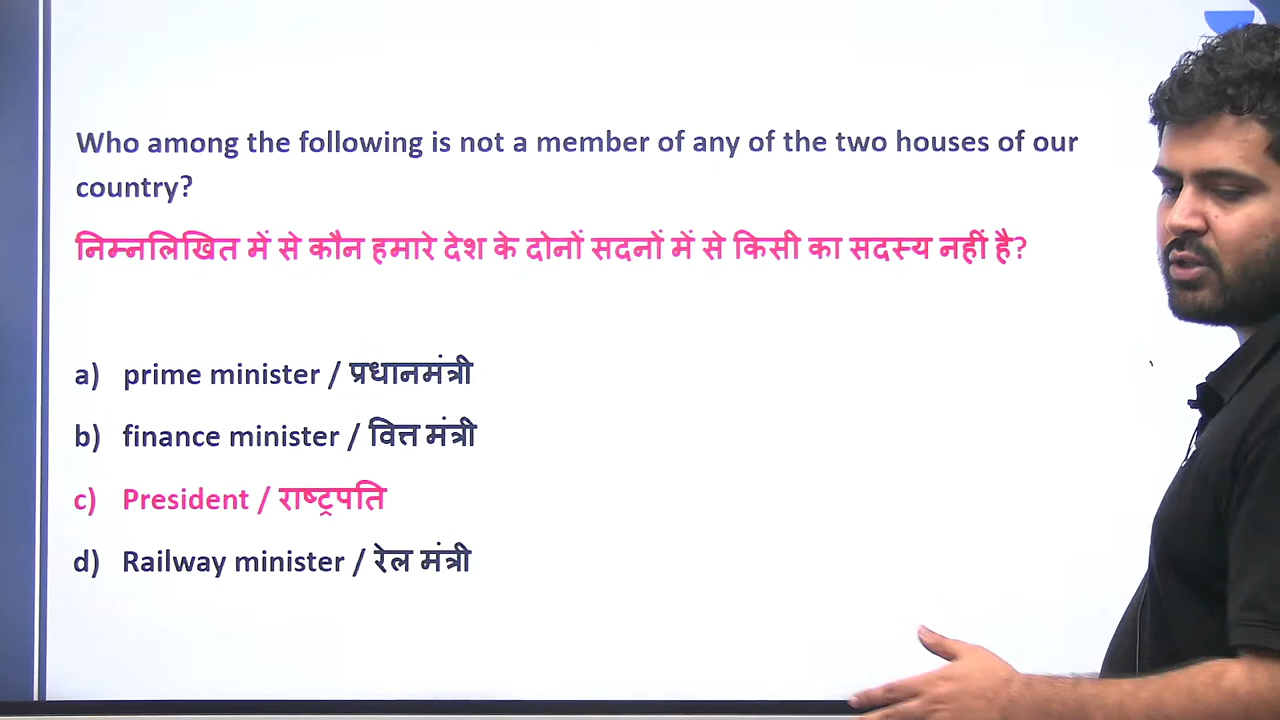 Who among the following is not a member of any of the two houses of our
country?
निम्नलिखित में से कौन हमारे देश के दोनों सदनों में से किसी का सदस्य नहीं है?
a) prime minister / प्रधानमंत्री
b) finance minister / वित्त मंत्री
c) President / राष्ट्रपति
d) Railway minister / रेल मंत्री